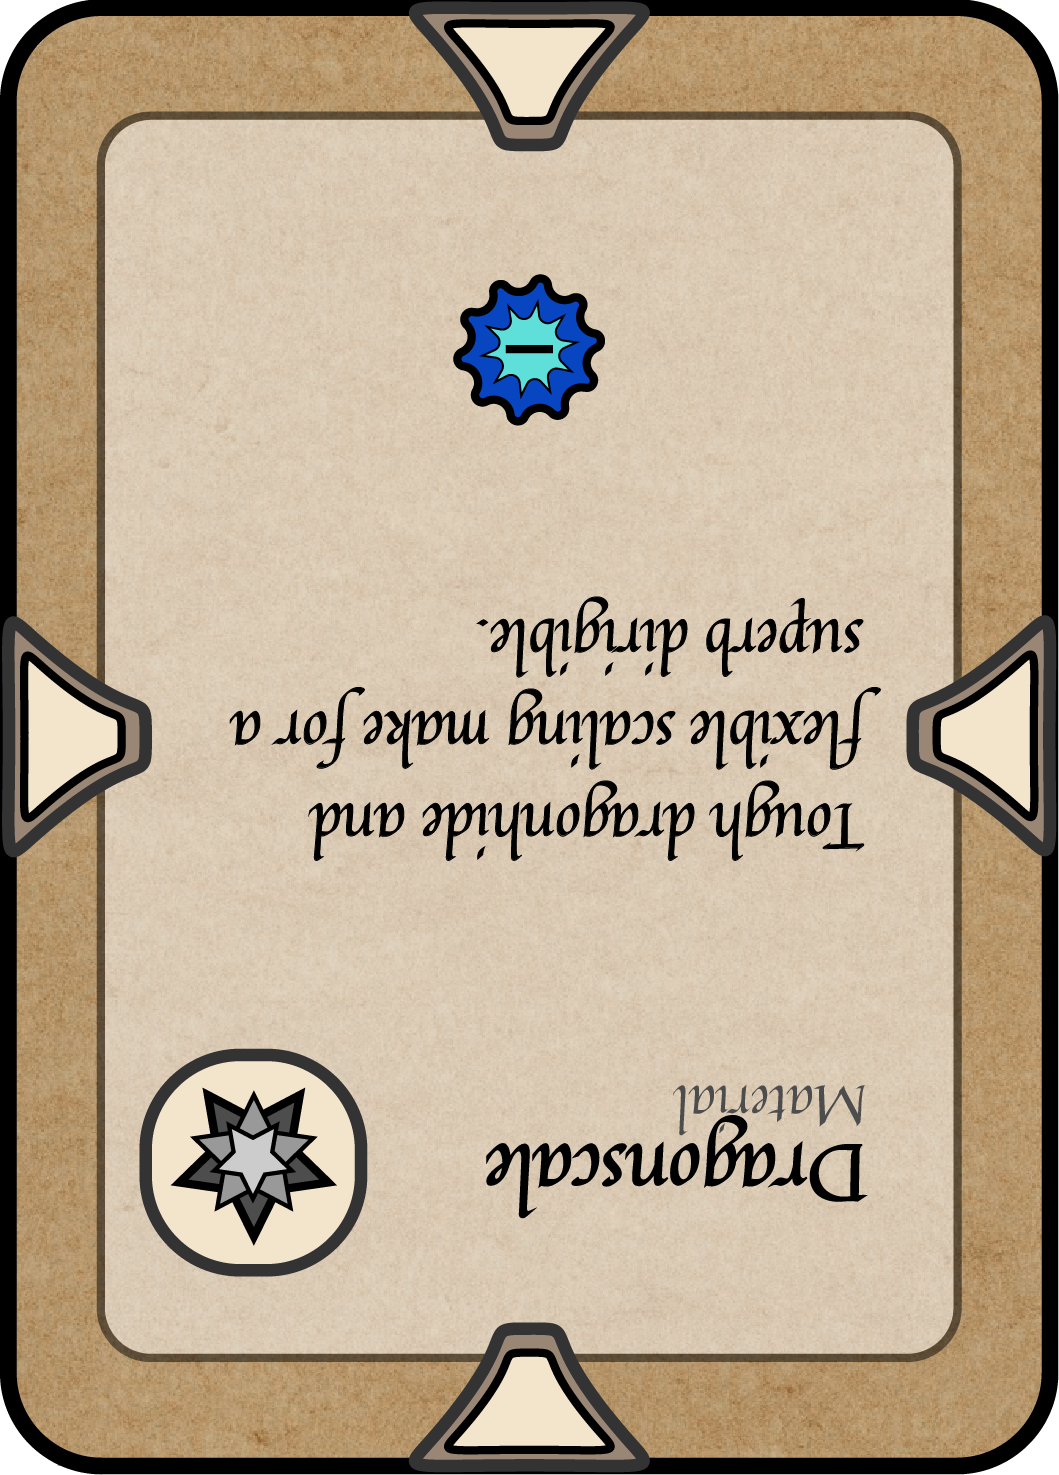 Dragonscale
Material
Tough dragonhide and
flexible scaling make for a
superb dirigible.